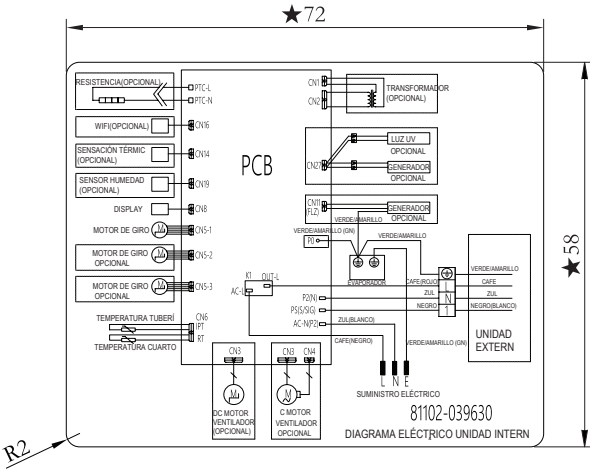 ★72
★58
R2
RESISTENCIA(OPCIONAL)
PTC-L
PTC-N
WIFI(OPCIONAL)
CN16
SENSACIÓN TÉRMIC
(OPCIONAL)
CN14
SENSOR HUMEDAD
(OPCIONAL)
CN19
DISPLAY
CN8
MOTOR DE GIRO
M
CN5-1
MOTOR DE GIRO
OPCIONAL
M
CN5-2
MOTOR DE GIRO
OPCIONAL
M
CN5-3
TEMPERATURA TUBERÍ
CN6
IPT
RT
TEMPERATURA CUARTO
PCB
CN1
CN2
TRANSFORMADOR
(OPCIONAL)
CN27
LUZ UV
OPCIONAL
GENERADOR
OPCIONAL
CN11
(FLZ)
GENERADOR
OPCIONAL
VERDE/AMARILLO
VERDE/AMARILLO (GN)
P0
VERDE/AMARILLO
EVAPORADOR
K1
OUT-L
AC-L
P2(N)
PS(S/SIG)
AC-N(P2)
CAFE(ROJO)
ZUL
NEGRO
L
N
1
VERDE/AMARILLO
CAFE
ZUL
NEGRO(BLANCO)
UNIDAD
EXTERN
ZUL(BLANCO)
CAFE(NEGRO)
VERDE/AMARILLO (GN)
L N E
SUMINISTRO ELÉCTRICO
CN3
M
DC MOTOR
VENTILADOR
(OPCIONAL)
CN3
CN4
M
C MOTOR
VENTILADOR
OPCIONAL
81102-039630
DIAGRAMA ELÉCTRICO UNIDAD INTERN